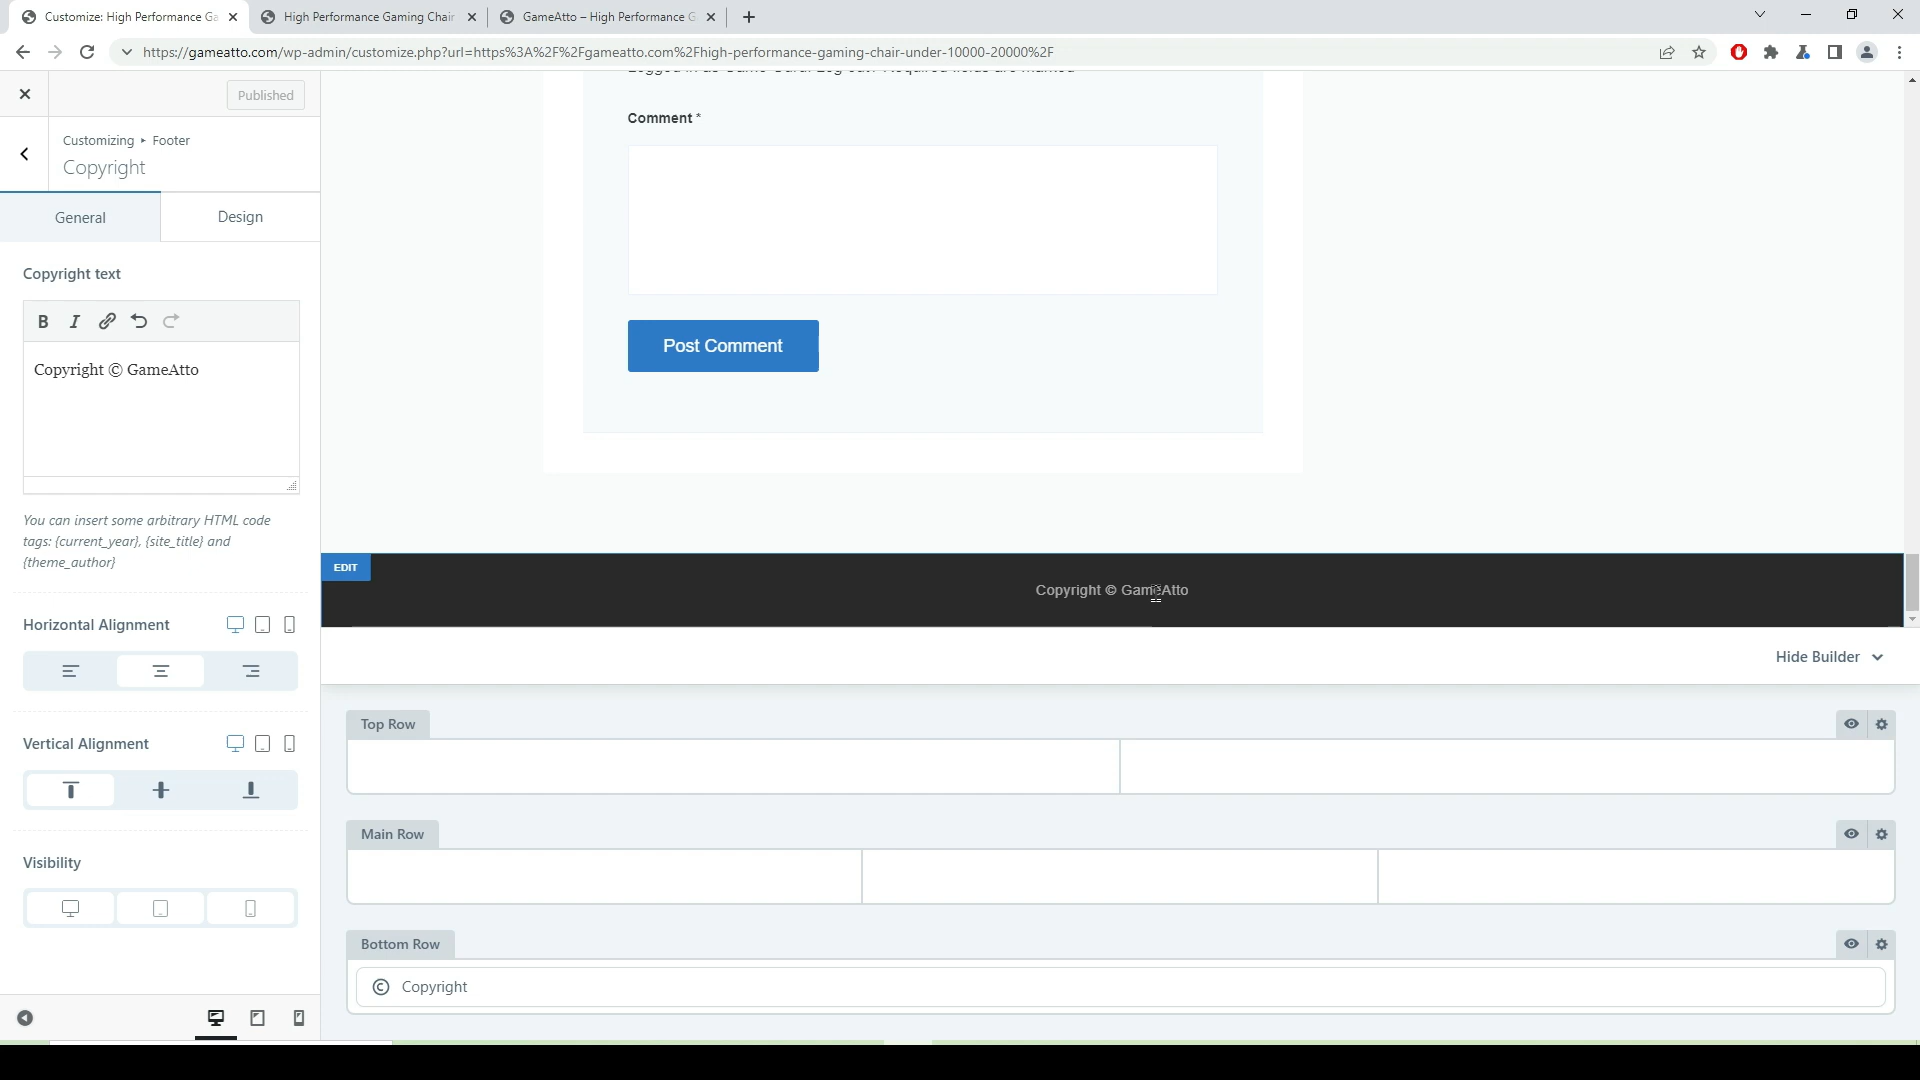 Customize: High Performance Ga
High Performance Gaming Chair
GameAtto – High Performance G
https://gameatto.com/wp-admin/customize.php?url=https%3A%2F%2Fgameatto.com%2Fhigh-performance-gaming-chair-under-10000-20000%2F
Published
Customizing ▸ Footer
Copyright
General
Design
Copyright text
B I
Copyright © GameAtto
You can insert some arbitrary HTML code
tags: {current_year}, {site_title} and
{theme_author}
Horizontal Alignment
Vertical Alignment
Visibility
Comment *
Post Comment
EDIT
Copyright © GameAtto
Hide Builder
Top Row
Main Row
Bottom Row
© Copyright